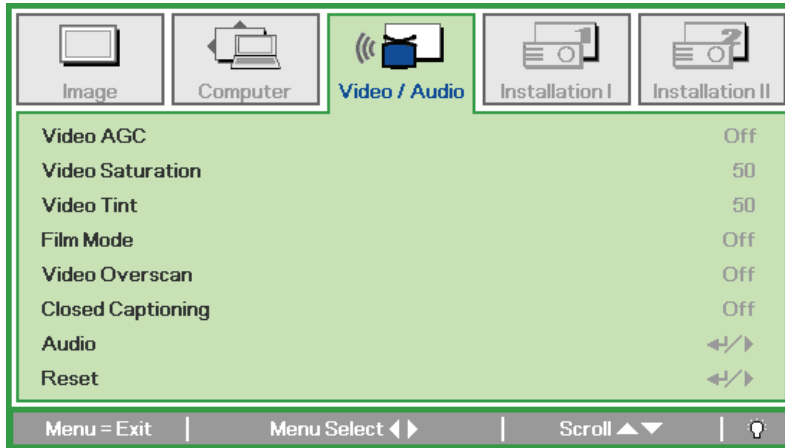 Image Computer Video / Audio Installation I Installation II
Video AGC Off
Video Saturation 50
Video Tint 50
Film Mode Off
Video Overscan Off
Closed Captioning Off
Audio
Reset
Menu = Exit Menu Select Scroll